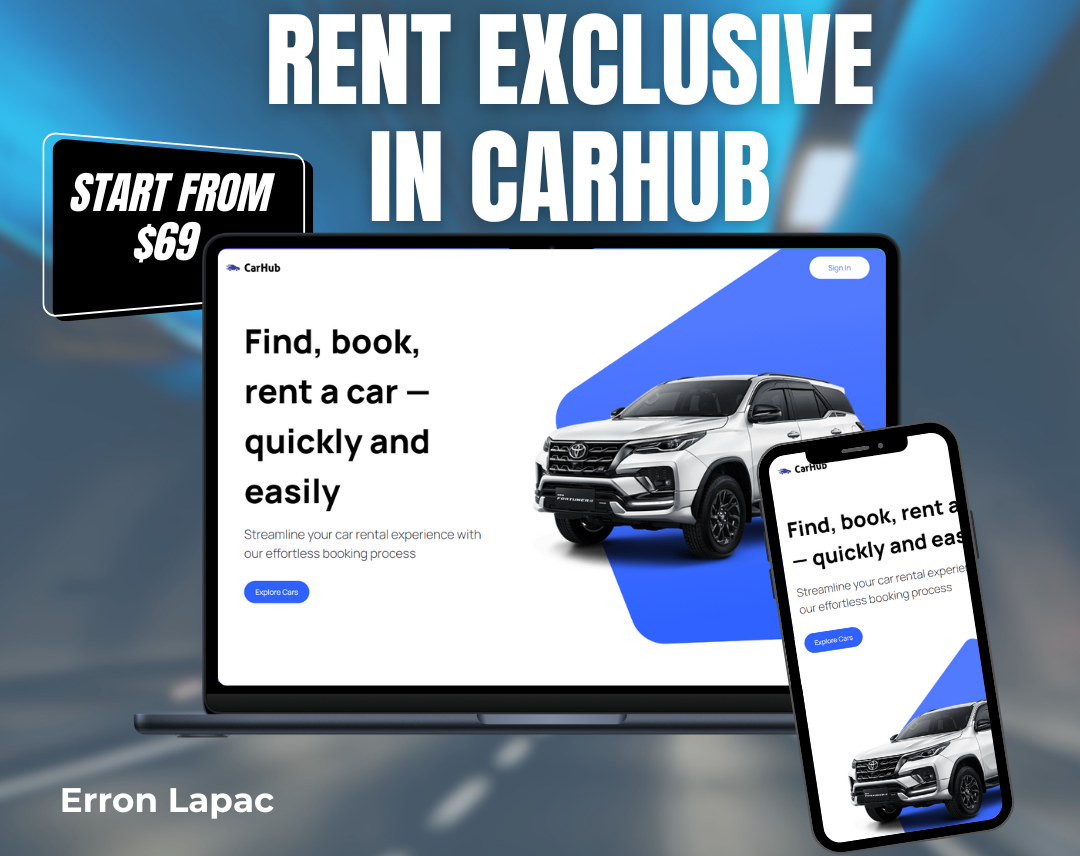 RENT EXCLUSIVE
IN CARHUB
START FROM
$69
CarHub
Sign In
Find, book,
rent a car —
quickly and
easily
Streamline your car rental experience with
our effortless booking process
Explore Cars
FORTUNER
CarHub
Find, book, rent a
— quickly and eas
Streamline your car rental experie
our effortless booking process
Explore Cars
Erron Lapac